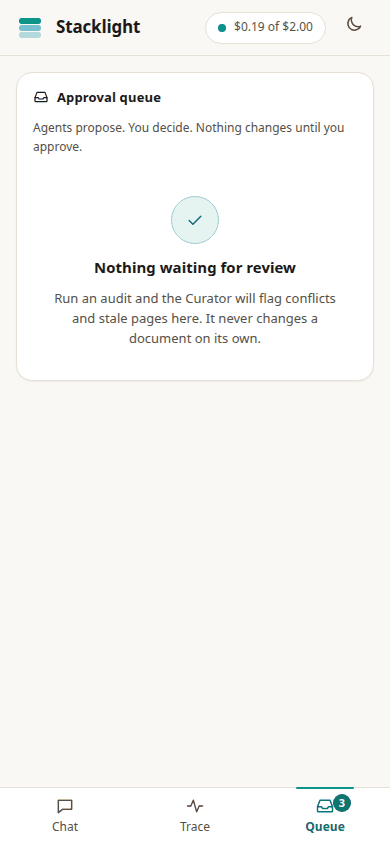 Stacklight
$0.19 of $2.00
Approval queue
Agents propose. You decide. Nothing changes until you
approve.
Nothing waiting for review
Run an audit and the Curator will flag conflicts
and stale pages here. It never changes a
document on its own.
Chat
Trace
3
Queue